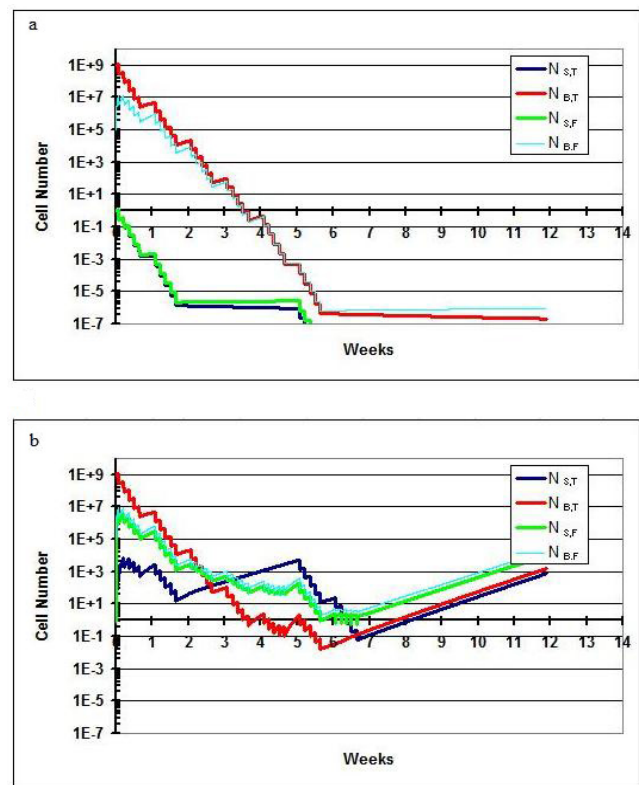 a
1E+9
1E+7
1E+5
1E+3
1E+1
1E-1
1E-3
1E-5
1E-7
Cell Number
0 1 2 3 4 5 6 7 8 9 10 11 12 13 14
Weeks
N S,T
N B,T
N S,F
N B,F
b
1E+9
1E+7
1E+5
1E+3
1E+1
1E-1
1E-3
1E-5
1E-7
Cell Number
0 1 2 3 4 5 6 7 8 9 10 11 12 13 14
Weeks
N S,T
N B,T
N S,F
N B,F